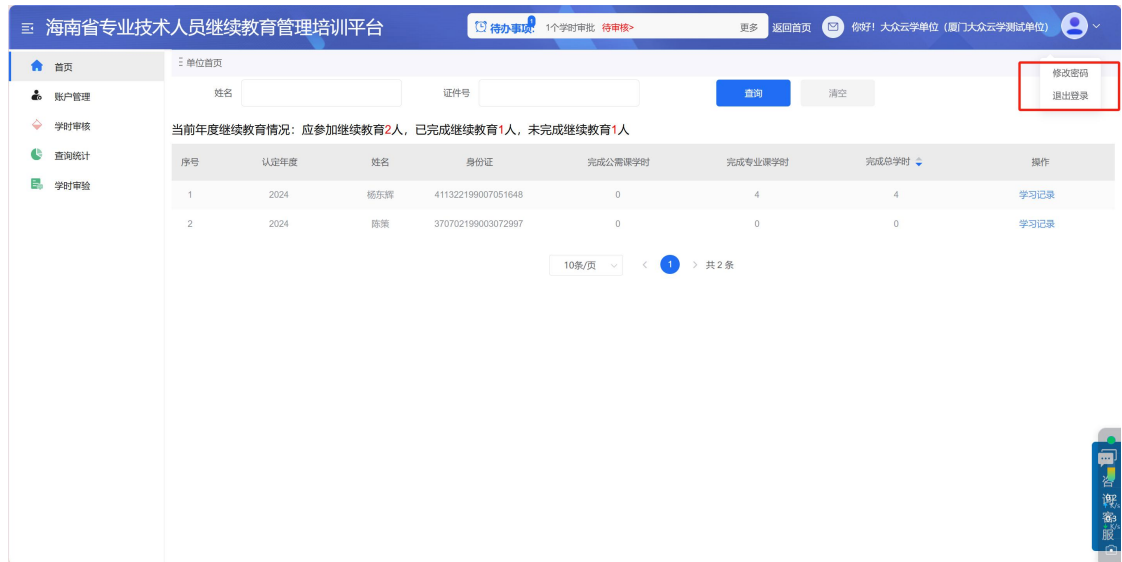 海南省专业技术人员继续教育管理培训平台
待办事项 1 1个学时审批 待审核> 更多 返回首页 你好！大众云学单位（厦门大众云学测试单位）
修改密码
退出登录
首页
账户管理
学时审核
查询统计
学时审验
单位首页
姓名 证件号 查询 清空
当前年度继续教育情况：应参加继续教育2人，已完成继续教育1人，未完成继续教育1人
序号 认定年度 姓名 身份证 完成公需课学时 完成专业课学时 完成总学时 操作
1 2024 杨东辉 411322199007051648 0 4 4 学习记录
2 2024 陈策 370702199003072997 0 0 0 学习记录
10条/页 < 1 > 共 2 条
咨询客服